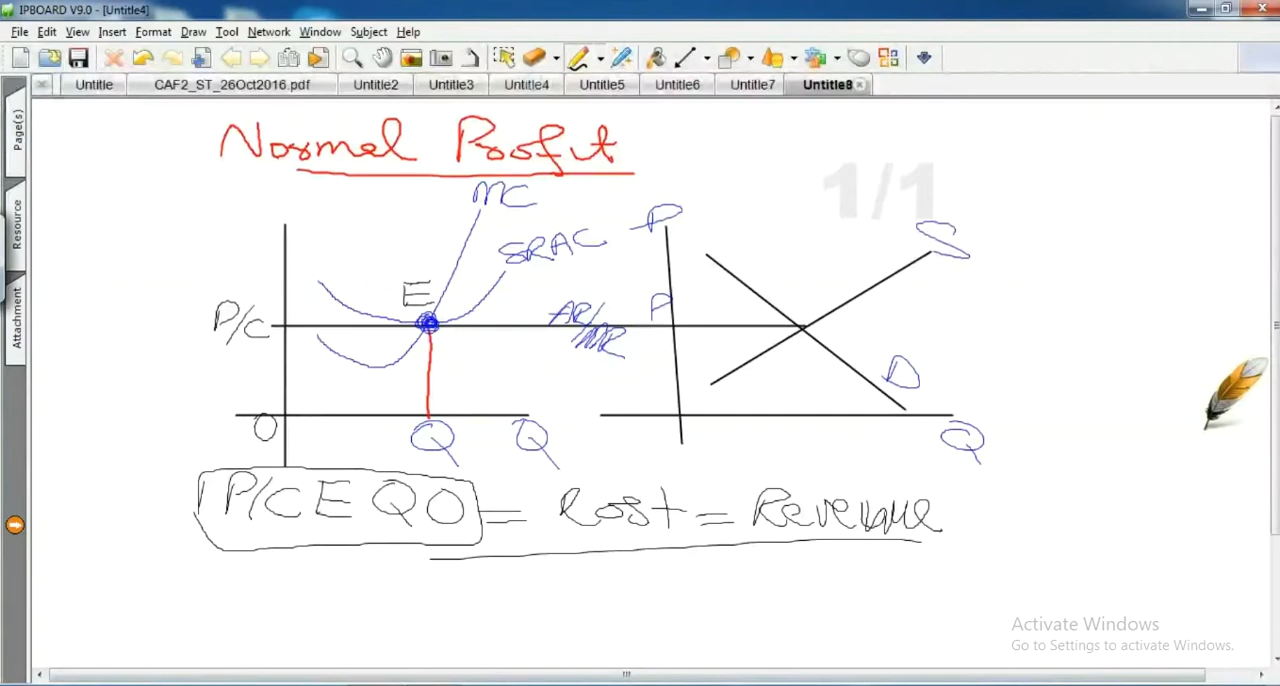 IPBOARD V9.0 - [Untitle4]
File Edit View Insert Format Draw Tool Network Window Subject Help
Untitle CAF2_ST_26Oct2016.pdf Untitle2 Untitle3 Untitle4 Untitle5 Untitle6 Untitle7 Untitle8
Page(s)
Resource
Attachment
Normal Profit
1/1
MC
SRAC
P
S
E
P/C
AR/MR
P
D
O
Q
Q
Q
P/C E Q O = Cost = Revenue
Activate Windows
Go to Settings to activate Windows.